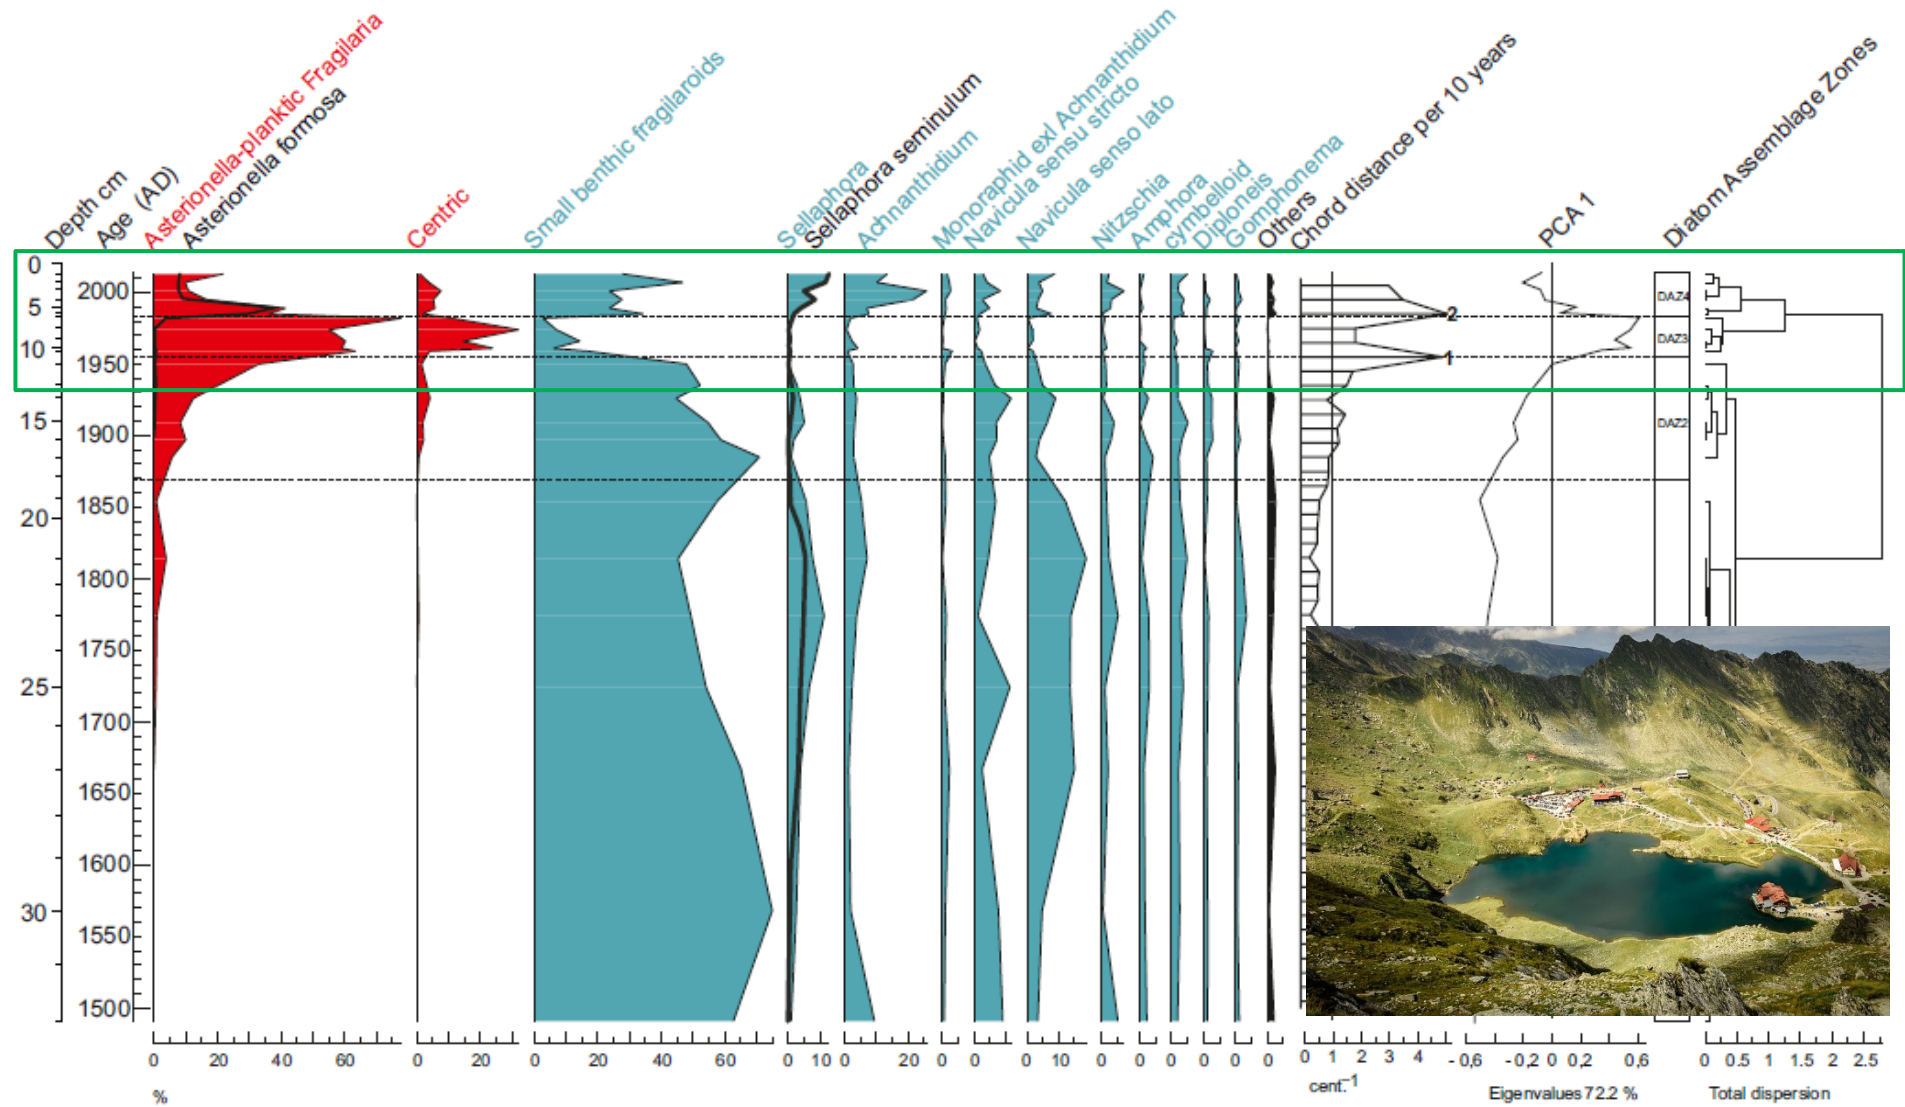 Depth cm
Age (AD)
Asterionella-planktic Fragilaria
Asterionella formosa
Centric
Small benthic fragilaroids
Sellaphora
Sellaphora seminulum
Achnanthidium
Monoraphid exl Achnanthidium
Navicula sensu stricto
Navicula senso lato
Nitzschia
Amphora
cymbelloid
Diploneis
Gomphonema
Others
Chord distance per 10 years
PCA 1
Diatom Assemblage Zones
0
2000
5
DAZ4
2
DAZ3
10
1950
1
15
1900
DAZ2
1850
20
1800
1750
25
1700
1650
1600
30
1550
1500
0 20 40 60 0 20 0 20 40 60 0 10 0 20 0 0 0 10 0 0 0 0 0 0 0 1 2 3 4 -0,6 -0,2 0 0,2 0,6 0 0.5 1 1.5 2 2.5
% cent.-1 Eigenvalues 72.2 % Total dispersion